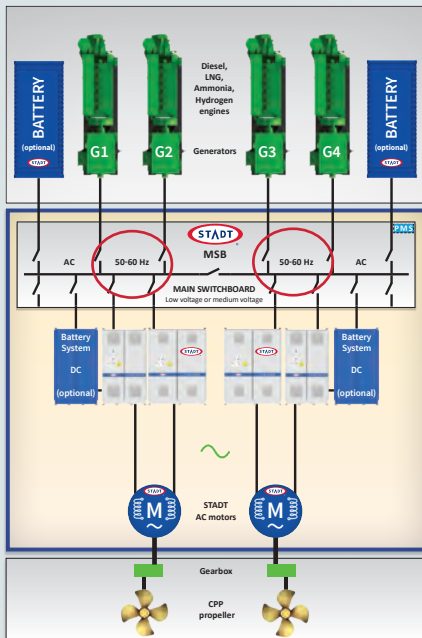 Diesel,
LNG,
Ammonia,
Hydrogen
engines
BATTERY
(optional)
STADT
G1
G2
Generators
G3
G4
BATTERY
(optional)
STADT
STADT
PMS
AC
50-60 Hz
MSB
50-60 Hz
AC
MAIN SWITCHBOARD
Low voltage or medium voltage
Battery
System
DC
(optional)
STADT
STADT
Battery
System
DC
(optional)
STADT
M
STADT
AC motors
STADT
M
Gearbox
CPP
propeller